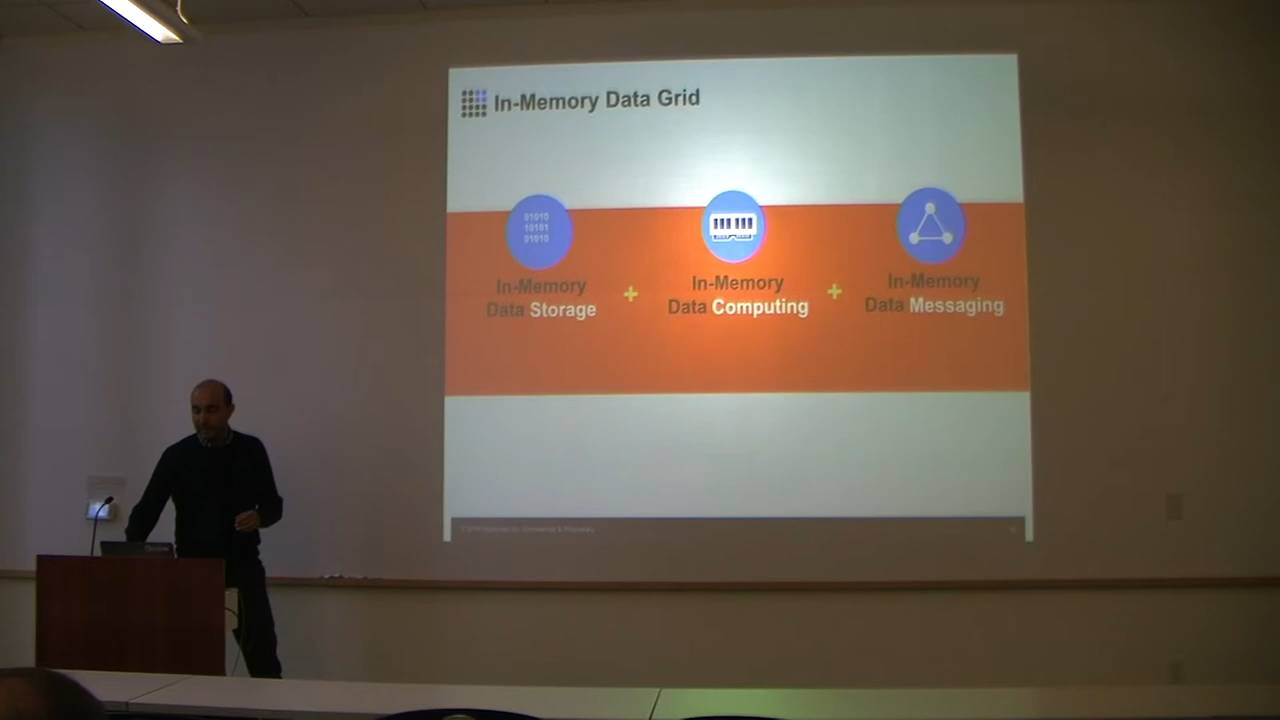 In-Memory Data Grid
01010
10101
01010
In-Memory
Data Storage
+
In-Memory
Data Computing
+
In-Memory
Data Messaging